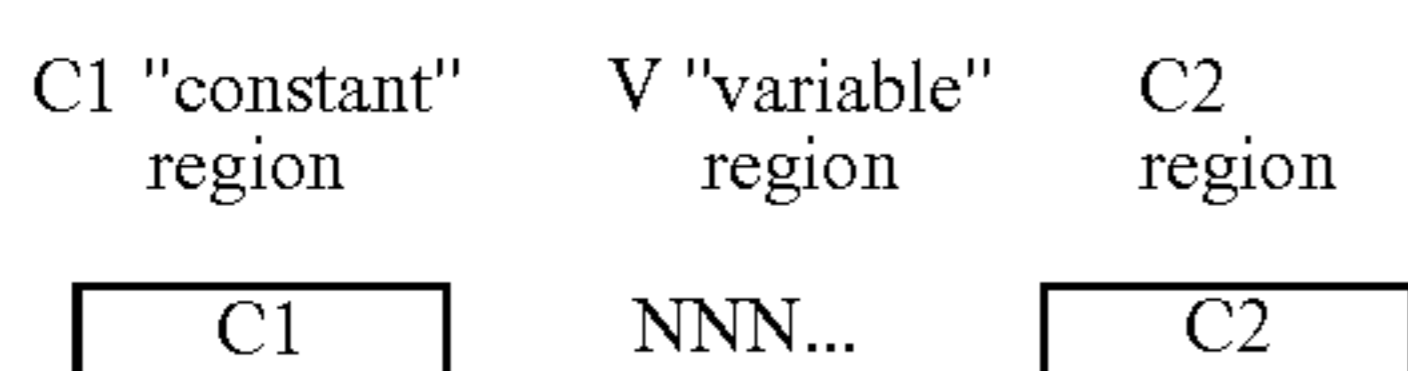 C1 "constant" region
V "variable" region
C2 region
C1
NNN...
C2